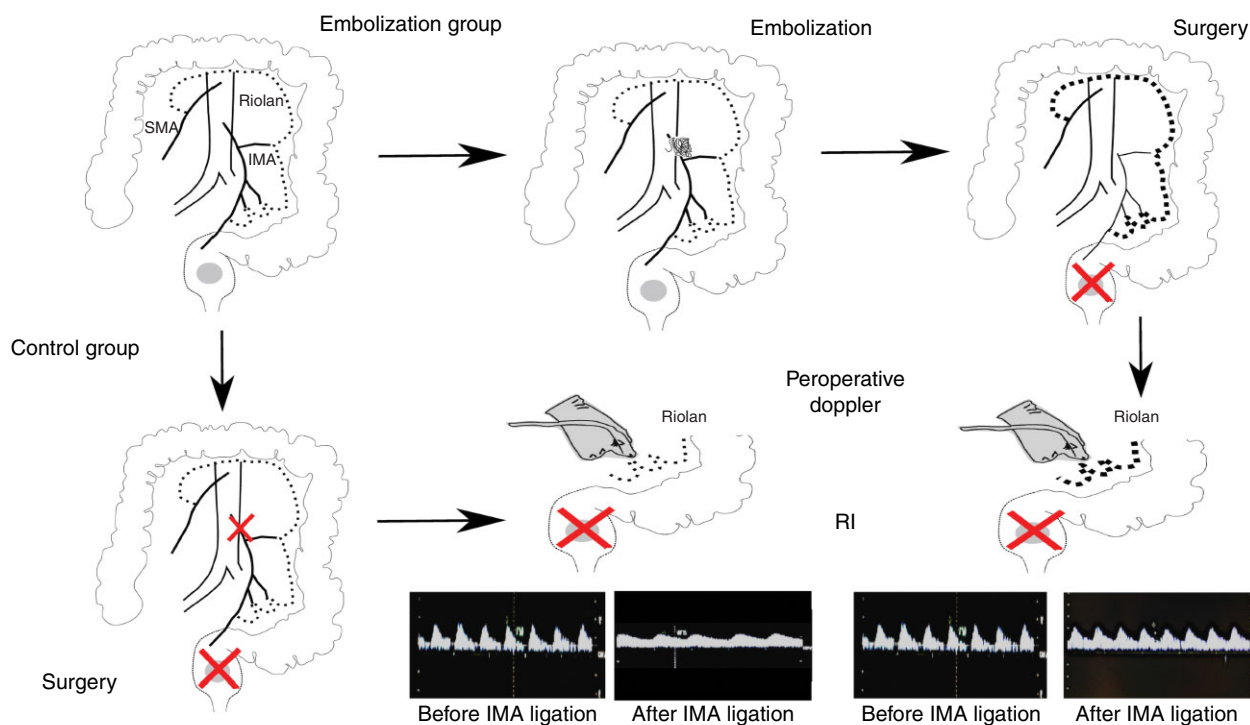 Embolization group
Embolization
Surgery
Riolan
SMA
IMA
Control group
Peroperative
doppler
Riolan
Riolan
RI
Surgery
Before IMA ligation
After IMA ligation
Before IMA ligation
After IMA ligation